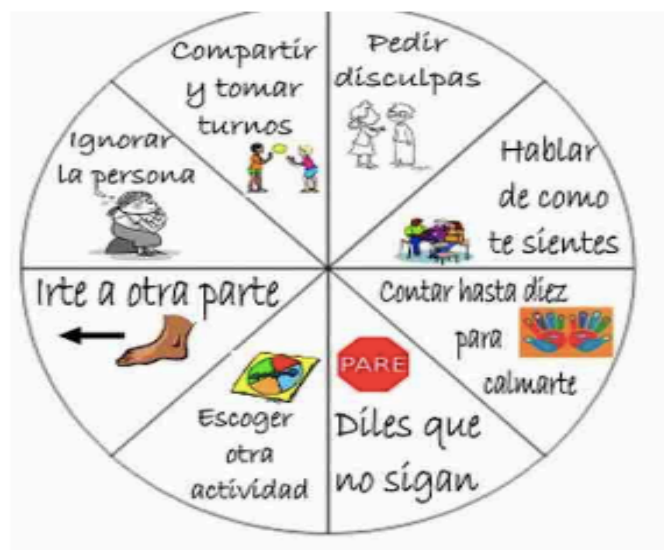 Compartir
y tomar
turnos
Pedir
disculpas
Hablar
de como
te sientes
Contar hasta diez
para
calmarte
PARE
Diles que
no sigan
Escoger
otra
actividad
Irte a otra parte
Ignorar
la persona